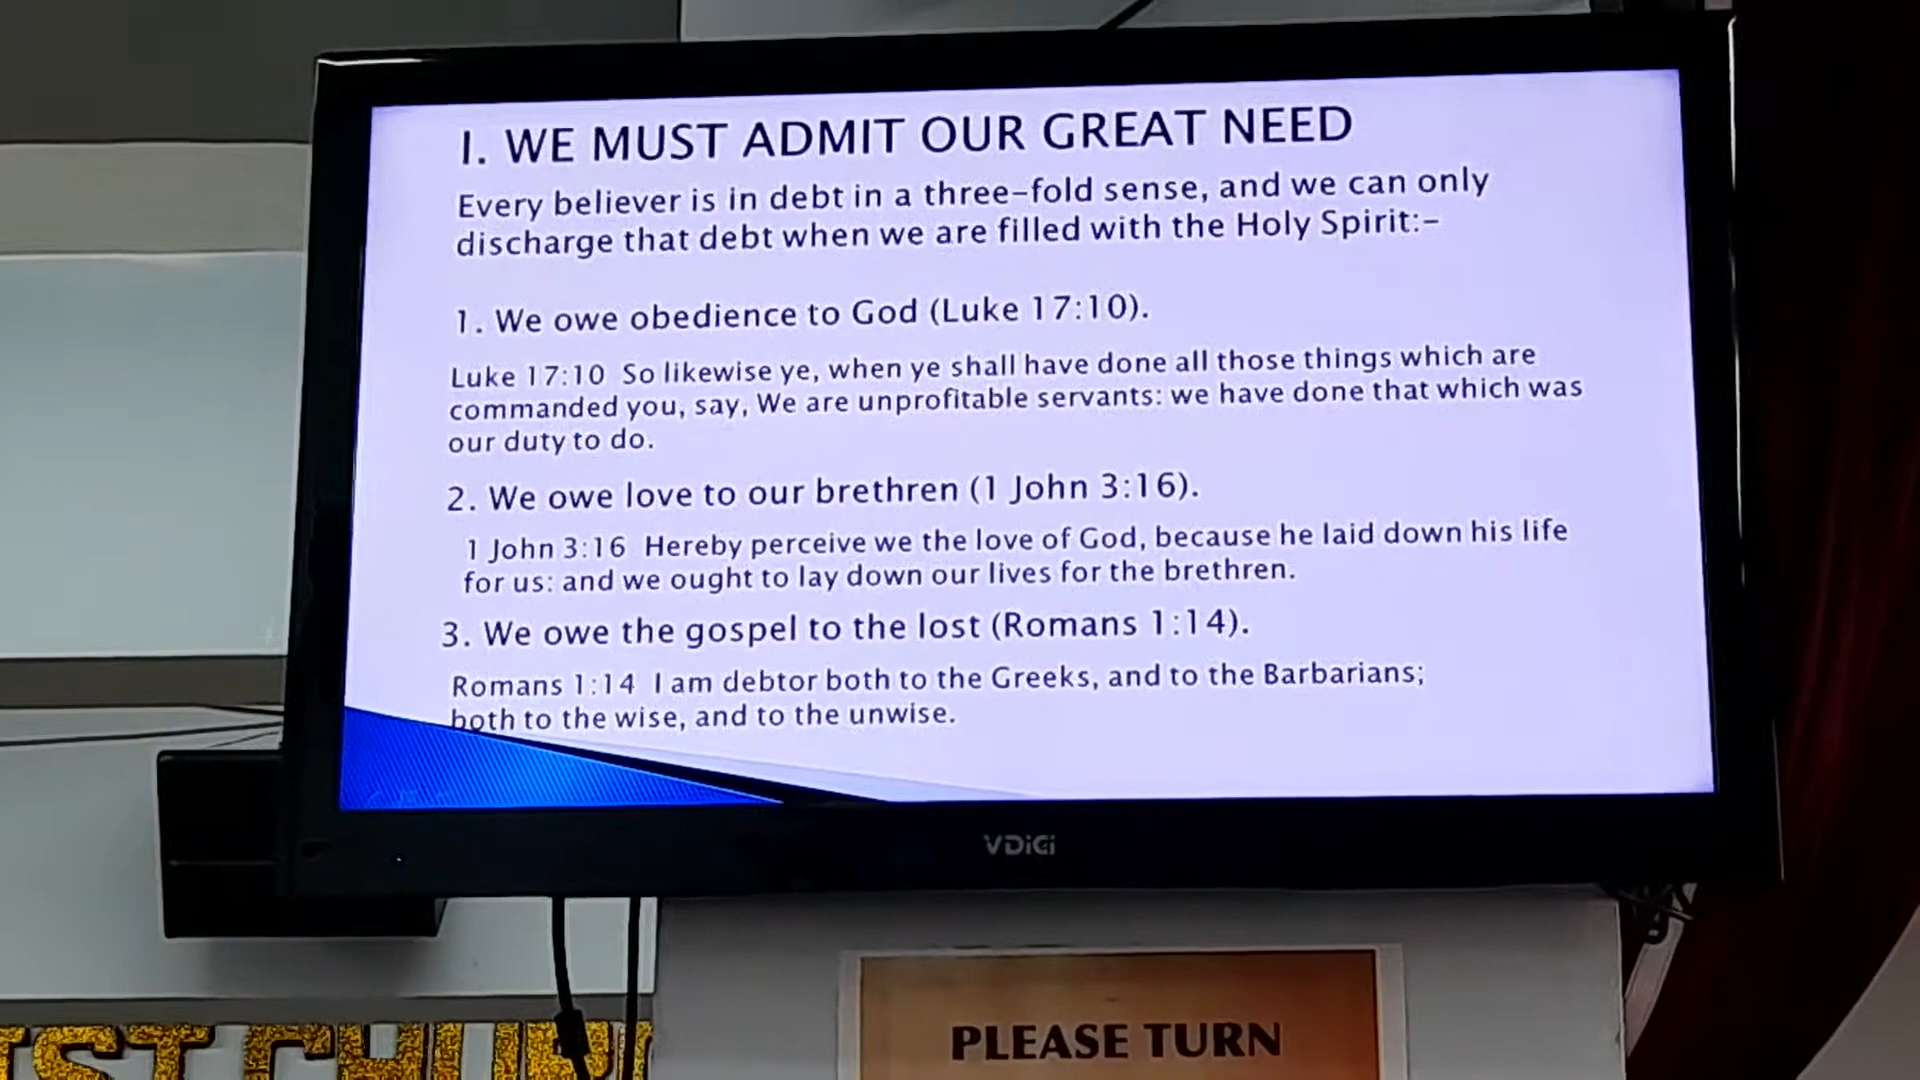 I. WE MUST ADMIT OUR GREAT NEED
Every believer is in debt in a three-fold sense, and we can only
discharge that debt when we are filled with the Holy Spirit:-
1. We owe obedience to God (Luke 17:10).
Luke 17:10 So likewise ye, when ye shall have done all those things which are
commanded you, say, We are unprofitable servants: we have done that which was
our duty to do.
2. We owe love to our brethren (1 John 3:16).
1 John 3:16 Hereby perceive we the love of God, because he laid down his life
for us: and we ought to lay down our lives for the brethren.
3. We owe the gospel to the lost (Romans 1:14).
Romans 1:14 I am debtor both to the Greeks, and to the Barbarians;
both to the wise, and to the unwise.
VDiGi
PLEASE TURN